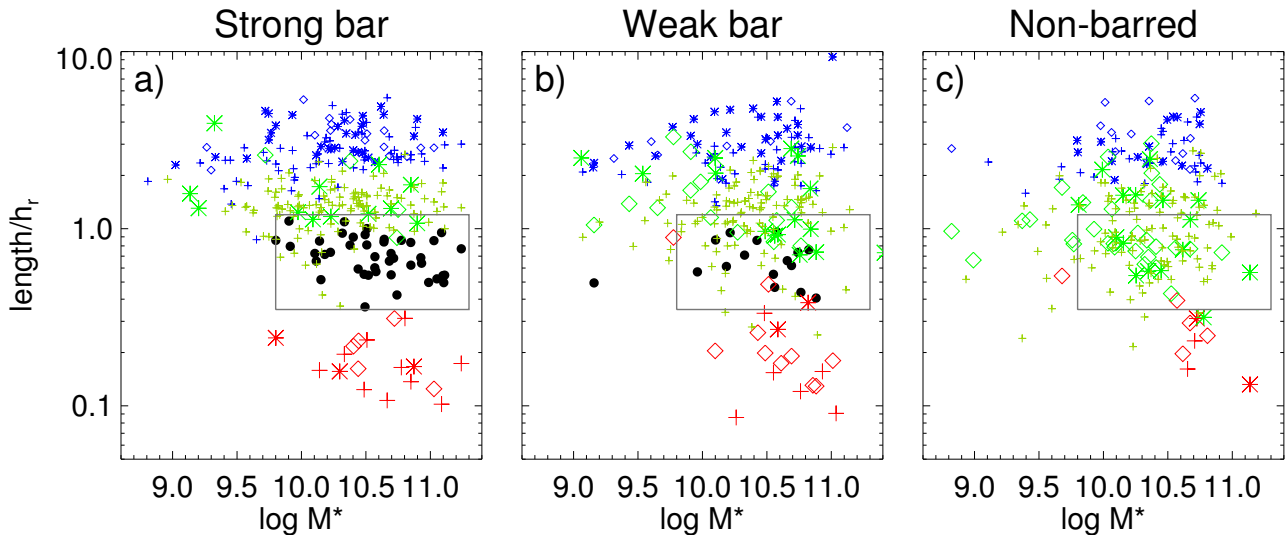 Strong bar Weak bar Non-barred
a) b) c)
10.0
1.0
0.1
length/h_r
9.0 9.5 10.0 10.5 11.0 9.0 9.5 10.0 10.5 11.0 9.0 9.5 10.0 10.5 11.0
log M* log M* log M*